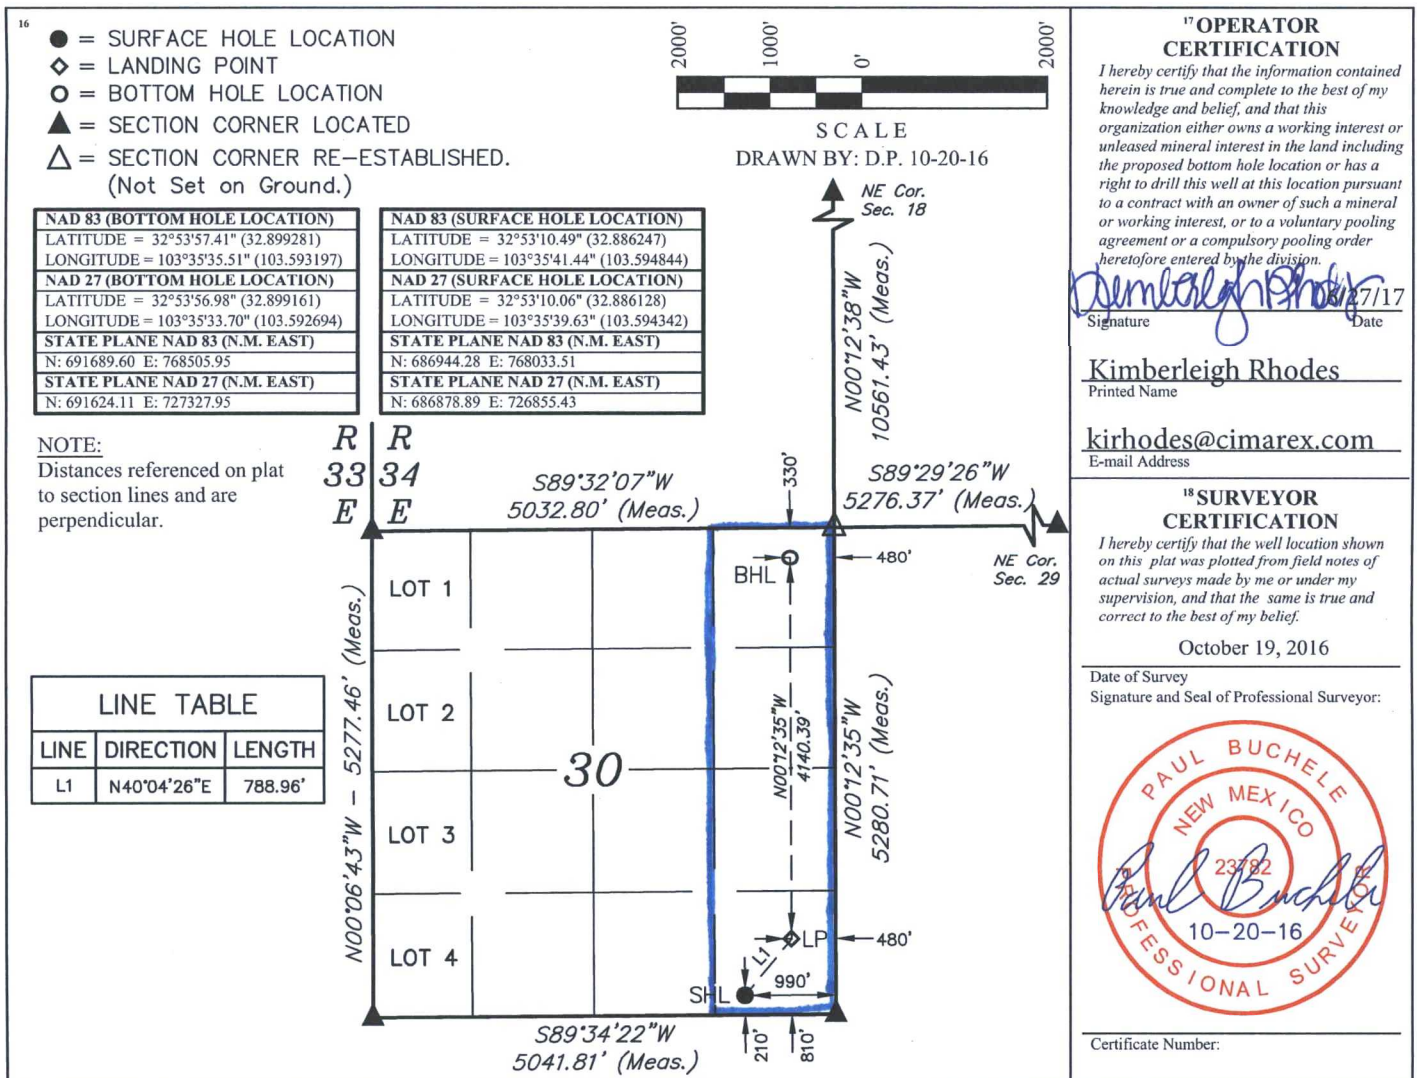 16
● = SURFACE HOLE LOCATION
◇ = LANDING POINT
○ = BOTTOM HOLE LOCATION
▲ = SECTION CORNER LOCATED
△ = SECTION CORNER RE-ESTABLISHED.
(Not Set on Ground.)
2000'
1000'
0'
2000'
SCALE
DRAWN BY: D.P. 10-20-16
NAD 83 (BOTTOM HOLE LOCATION)
LATITUDE = 32°53'57.41" (32.899281)
LONGITUDE = 103°35'35.51" (103.593197)
NAD 27 (BOTTOM HOLE LOCATION)
LATITUDE = 32°53'56.98" (32.899161)
LONGITUDE = 103°35'33.70" (103.592694)
STATE PLANE NAD 83 (N.M. EAST)
N: 691689.60 E: 768505.95
STATE PLANE NAD 27 (N.M. EAST)
N: 691624.11 E: 727327.95
NAD 83 (SURFACE HOLE LOCATION)
LATITUDE = 32°53'10.49" (32.886247)
LONGITUDE = 103°35'41.44" (103.594844)
NAD 27 (SURFACE HOLE LOCATION)
LATITUDE = 32°53'10.06" (32.886128)
LONGITUDE = 103°35'39.63" (103.594342)
STATE PLANE NAD 83 (N.M. EAST)
N: 686944.28 E: 768033.51
STATE PLANE NAD 27 (N.M. EAST)
N: 686878.89 E: 726855.43
NOTE:
Distances referenced on plat
to section lines and are
perpendicular.
R R
33 34
E E
NE Cor.
Sec. 18
N00°12'38"W
10561.43' (Meas.)
S89°32'07"W
5032.80' (Meas.)
330'
S89°29'26"W
5276.37' (Meas.)
NE Cor.
Sec. 29
BHL
480'
LOT 1
LOT 2
LOT 3
LOT 4
30
N00°06'43"W - 5277.46' (Meas.)
N00°12'35"W
4140.39'
N00°12'35"W
5280.71' (Meas.)
LP
480'
L1
990'
SHL
210'
810'
S89°34'22"W
5041.81' (Meas.)
LINE TABLE
LINE DIRECTION LENGTH
L1 N40°04'26"E 788.96'
17 OPERATOR
CERTIFICATION
I hereby certify that the information contained
herein is true and complete to the best of my
knowledge and belief, and that this
organization either owns a working interest or
unleased mineral interest in the land including
the proposed bottom hole location or has a
right to drill this well at this location pursuant
to a contract with an owner of such a mineral
or working interest, or to a voluntary pooling
agreement or a compulsory pooling order
heretofore entered by the division.
Kimberleigh Rhodes /27/17
Signature Date
Kimberleigh Rhodes
Printed Name
kirhodes@cimarex.com
E-mail Address
18 SURVEYOR
CERTIFICATION
I hereby certify that the well location shown
on this plat was plotted from field notes of
actual surveys made by me or under my
supervision, and that the same is true and
correct to the best of my belief.
October 19, 2016
Date of Survey
Signature and Seal of Professional Surveyor:
PAUL BUCHELE
NEW MEXICO
23782
Paul Buchele
10-20-16
PROFESSIONAL SURVEYOR
Certificate Number: